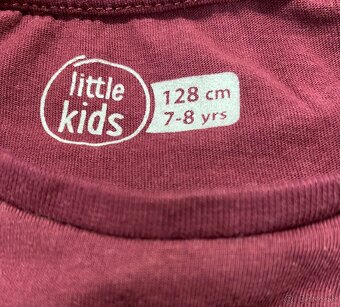 little
kids
128 cm
7-8 yrs